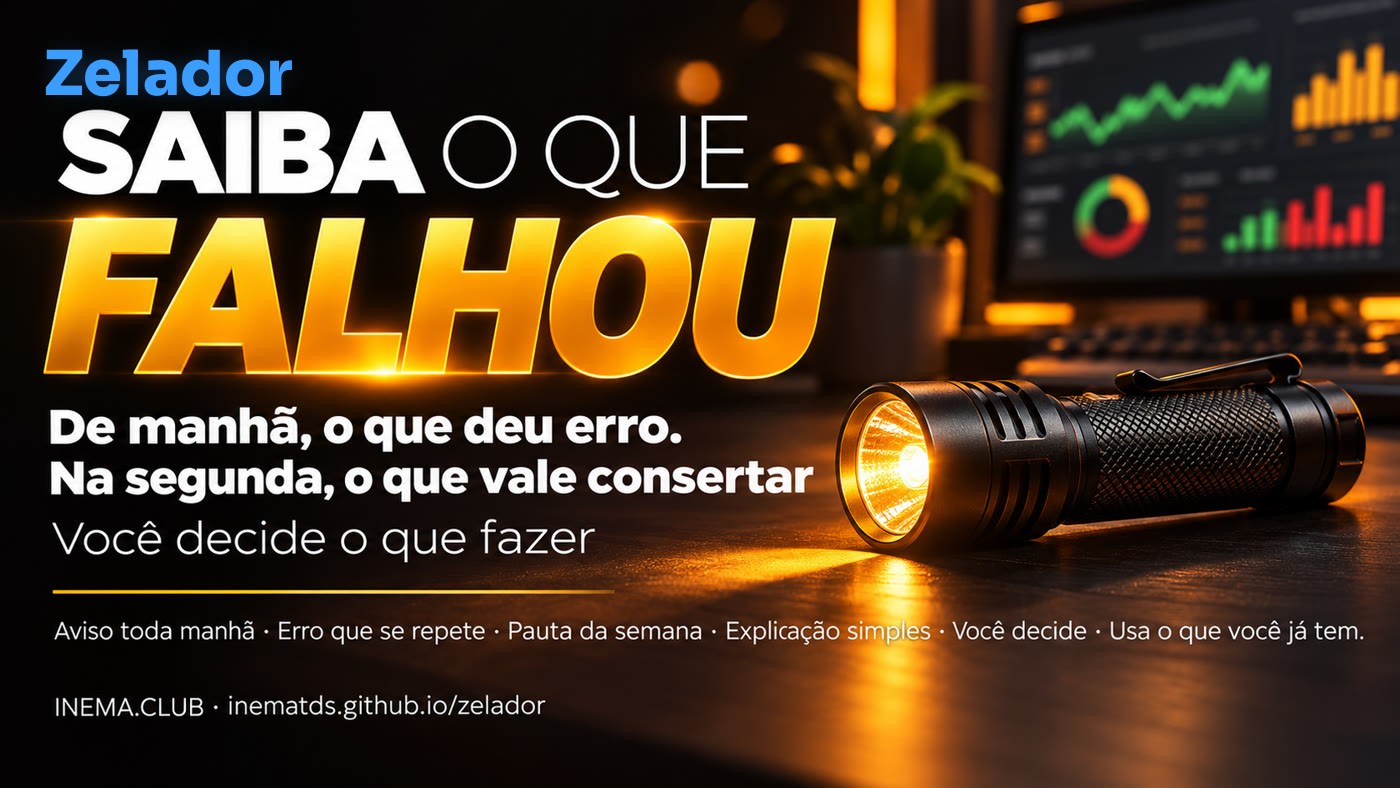 Zelador
SAIBA O QUE
FALHOU
De manhã, o que deu erro.
Na segunda, o que vale consertar
Você decide o que fazer
Aviso toda manhã · Erro que se repete · Pauta da semana · Explicação simples · Você decide · Usa o que você já tem.
INEMA.CLUB · inematds.github.io/zelador